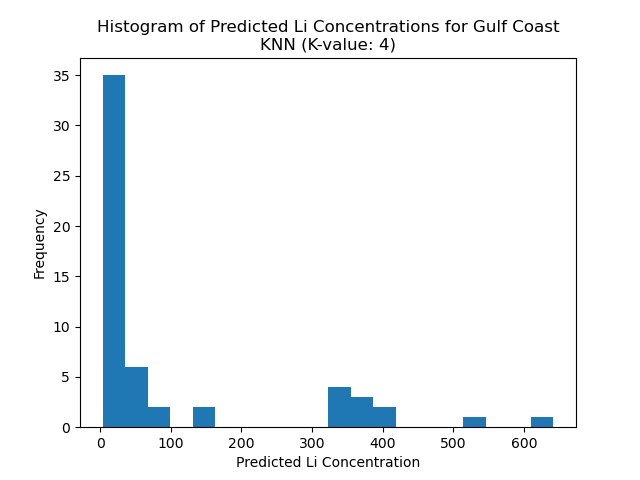 Histogram of Predicted Li Concentrations for Gulf Coast
KNN (K-value: 4)
35
30
25
20
15
10
5
0
Frequency
0 100 200 300 400 500 600
Predicted Li Concentration